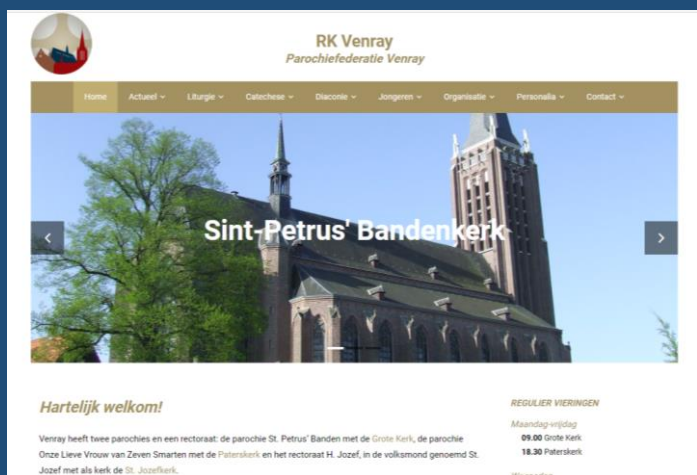 RK Venray
Parochiefederatie Venray
Home Actueel Liturgie Catechese Diaconie Jongeren Organisatie Personalia Contact
Sint-Petrus' Bandenkerk
Hartelijk welkom!
Venray heeft twee parochies en een rectoraat: de parochie St. Petrus' Banden met de Grote Kerk, de parochie
Onze Lieve Vrouw van Zeven Smarten met de Paterskerk en het rectoraat H. Jozef, in de volksmond genoemd St.
Jozef met als kerk de St. Jozefkerk.
REGULIER VIERINGEN
Maandag-vrijdag
09.00 Grote Kerk
18.30 Paterskerk